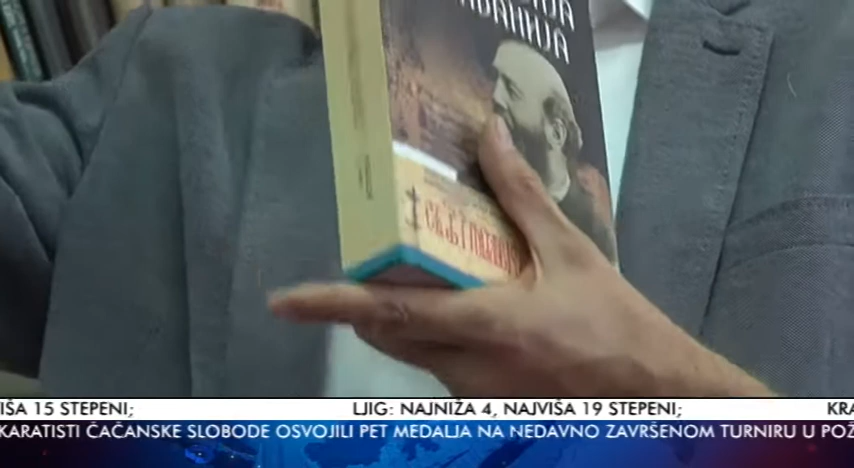 ИВАНИЈА
IŠA 15 STEPENI; LJIG: NAJNIŽA 4, NAJVIŠA 19 STEPENI; KRA
KARATISTI ČAČANSKE SLOBODE OSVOJILI PET MEDALJA NA NEDAVNO ZAVRŠENOM TURNIRU U POŽ